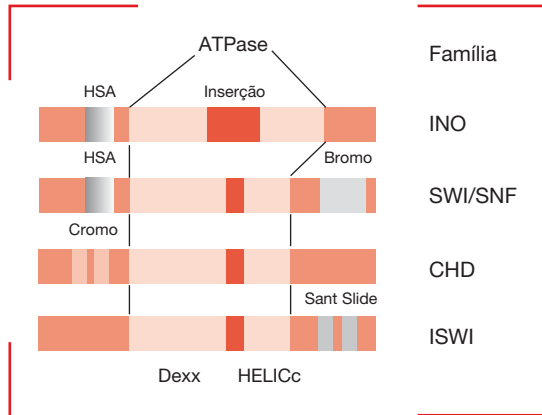 ATPase
Família
HSA
Inserção
INO
HSA
Bromo
SWI/SNF
Cromo
CHD
Sant Slide
ISWI
Dexx
HELICc